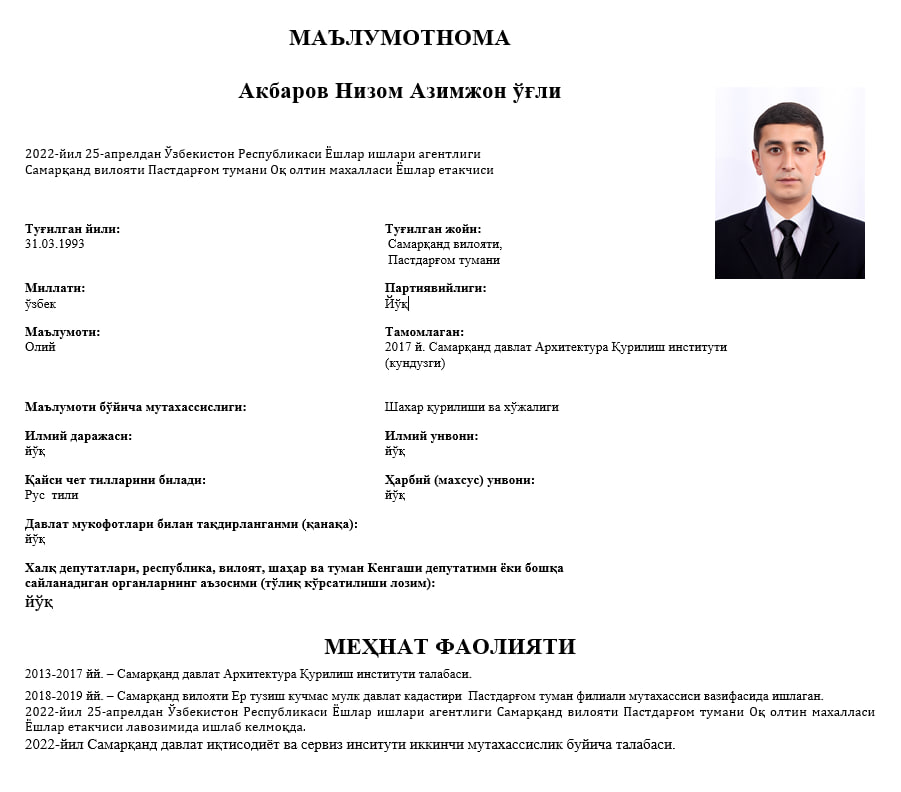 МАЪЛУМОТНОМА
Акбаров Низом Азимжон ўғли
2022-йил 25-апрелдан Ўзбекистон Республикаси Ёшлар ишлари агентлиги
Самарқанд вилояти Пастдарғом тумани Оқ олтин махалласи Ёшлар етакчиси
Туғилган йили:
31.03.1993
Туғилган жойи:
Самарқанд вилояти,
Пастдарғом тумани
Миллати:
ўзбек
Партиявийлиги:
Йўқ
Маълумоти:
Олий
Тамомлаган:
2017 й. Самарқанд давлат Архитектура Қурилиш институти
(кундузги)
Маълумоти бўйича мутахассислиги:
Шахар қурилиши ва хўжалиги
Илмий даражаси:
йўқ
Илмий унвони:
йўқ
Қайси чет тилларини билади:
Рус тили
Ҳарбий (махсус) унвони:
йўқ
Давлат мукофотлари билан тақдирланганми (қанақа):
йўқ
Халқ депутатлари, республика, вилоят, шаҳар ва туман Кенгаши депутатими ёки бошқа
сайланадиган органларнинг аъзосими (тўлиқ кўрсатилиши лозим):
йўқ
МЕҲНАТ ФАОЛИЯТИ
2013-2017 йй. – Самарқанд давлат Архитектура Қурилиш институти талабаси.
2018-2019 йй. – Самарқанд вилояти Ер тузиш кучмас мулк давлат кадастири Пастдарғом туман филиали мутахассиси вазифасида ишлаган.
2022-йил 25-апрелдан Ўзбекистон Республикаси Ёшлар ишлари агентлиги Самарқанд вилояти Пастдарғом тумани Оқ олтин махалласи
Ёшлар етакчиси лавозимида ишлаб келмоқда.
2022-йил Самарқанд давлат иқтисодиёт ва сервиз инситути иккинчи мутахассислик буйича талабаси.